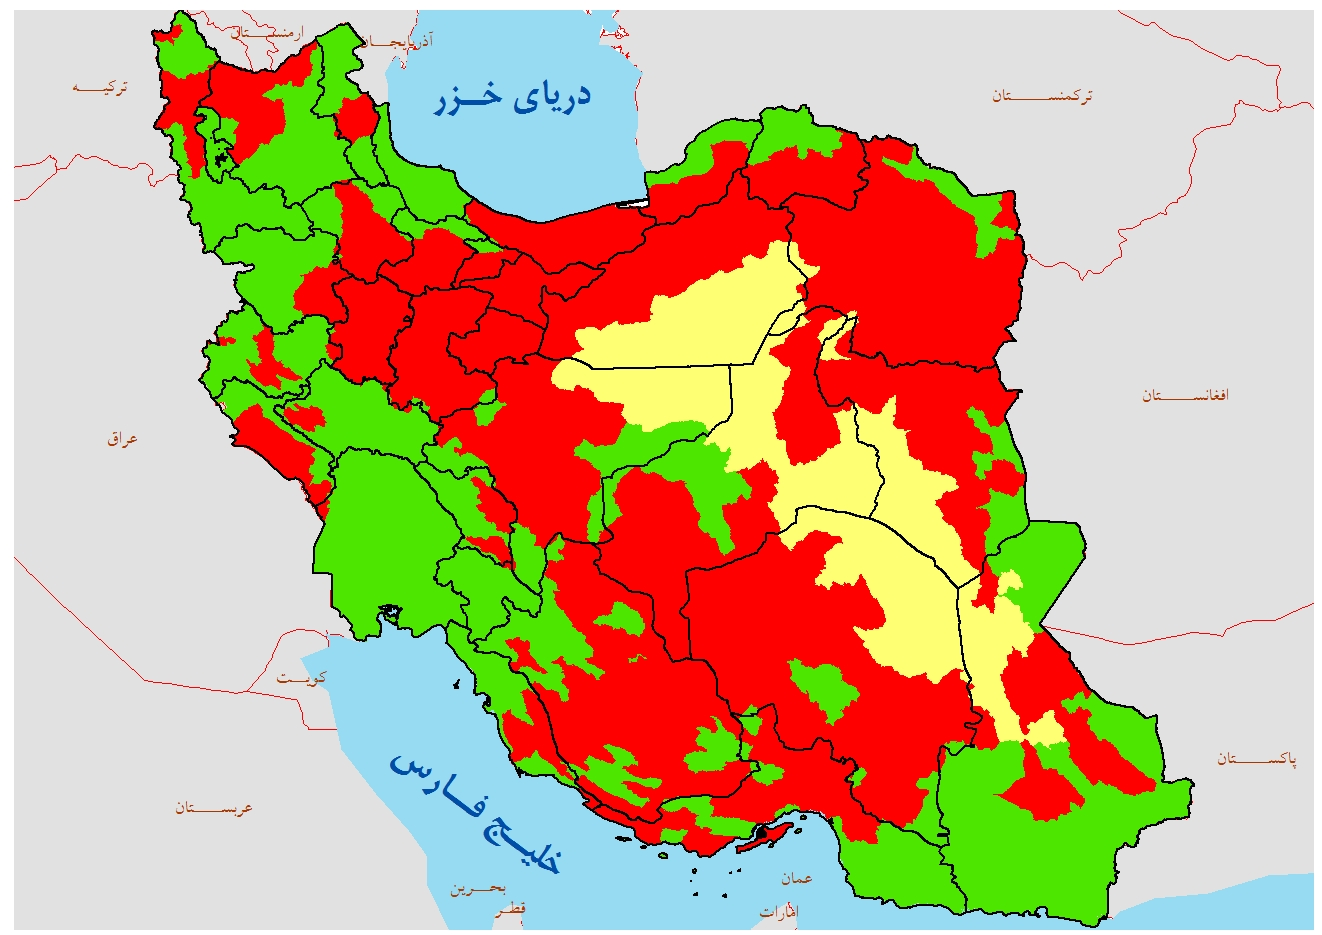 ارمنستان
آذربایجان
ترکیه
دریای خزر
ترکمنستان
افغانستان
عراق
کویت
پاکستان
خلیج فارس
عربستان
بحرین
قطر
عمان
امارات